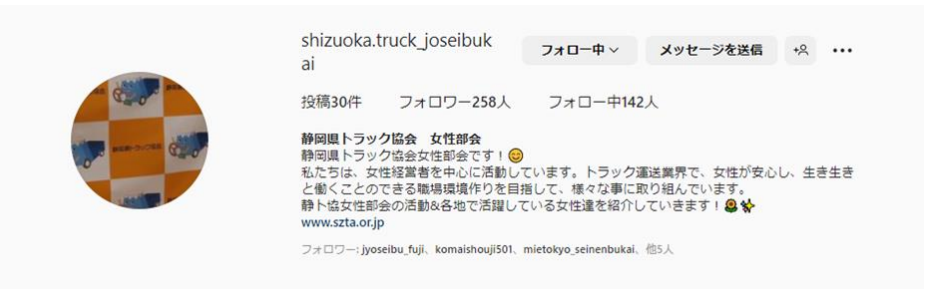 shizuoka.truck_joseibuk
ai
フォロー中
メッセージを送信
投稿30件 フォロワー258人 フォロー中142人
静岡県トラック協会 女性部会
静岡県トラック協会女性部会です！😊
私たちは、女性経営者を中心に活動しています。トラック運送業界で、女性が安心し、生き生き
と働くことのできる職場環境作りを目指して、様々な事に取り組んでいます。
静ト協女性部会の活動&各地で活躍している女性達を紹介していきます！🌻✨
www.szta.or.jp
フォロワー: jyoseibu_fuji、komaishouji501、mietokyo_seinenbukai、他5人